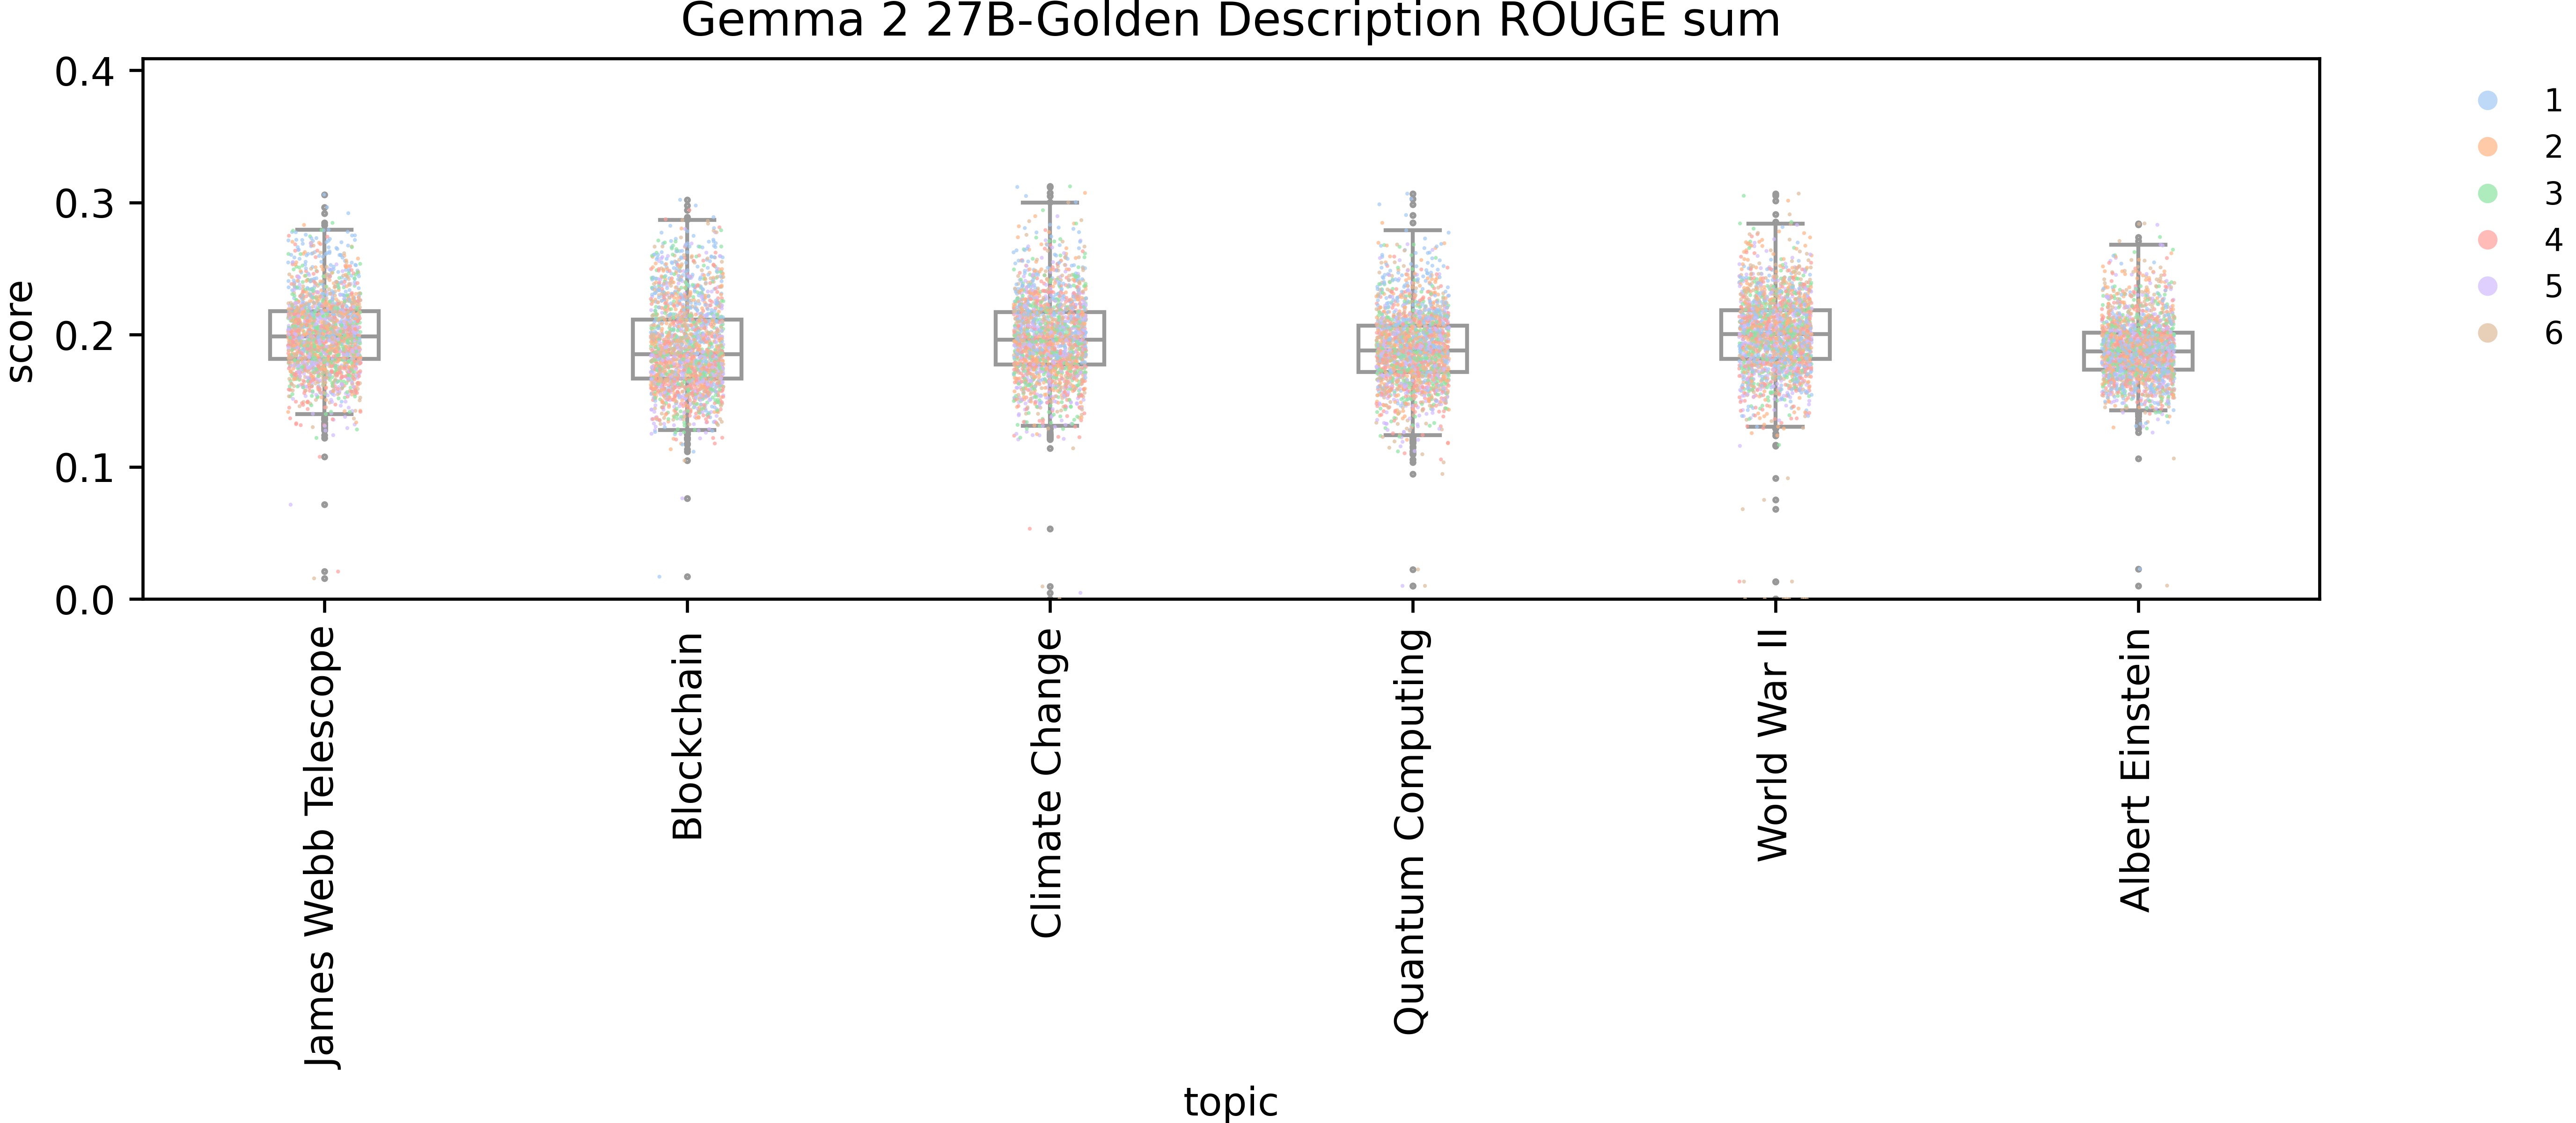 Gemma 2 27B-Golden Description ROUGE sum
0.4
0.3
0.2
0.1
0.0
score
James Webb Telescope
Blockchain
Climate Change
Quantum Computing
World War II
Albert Einstein
topic
1
2
3
4
5
6